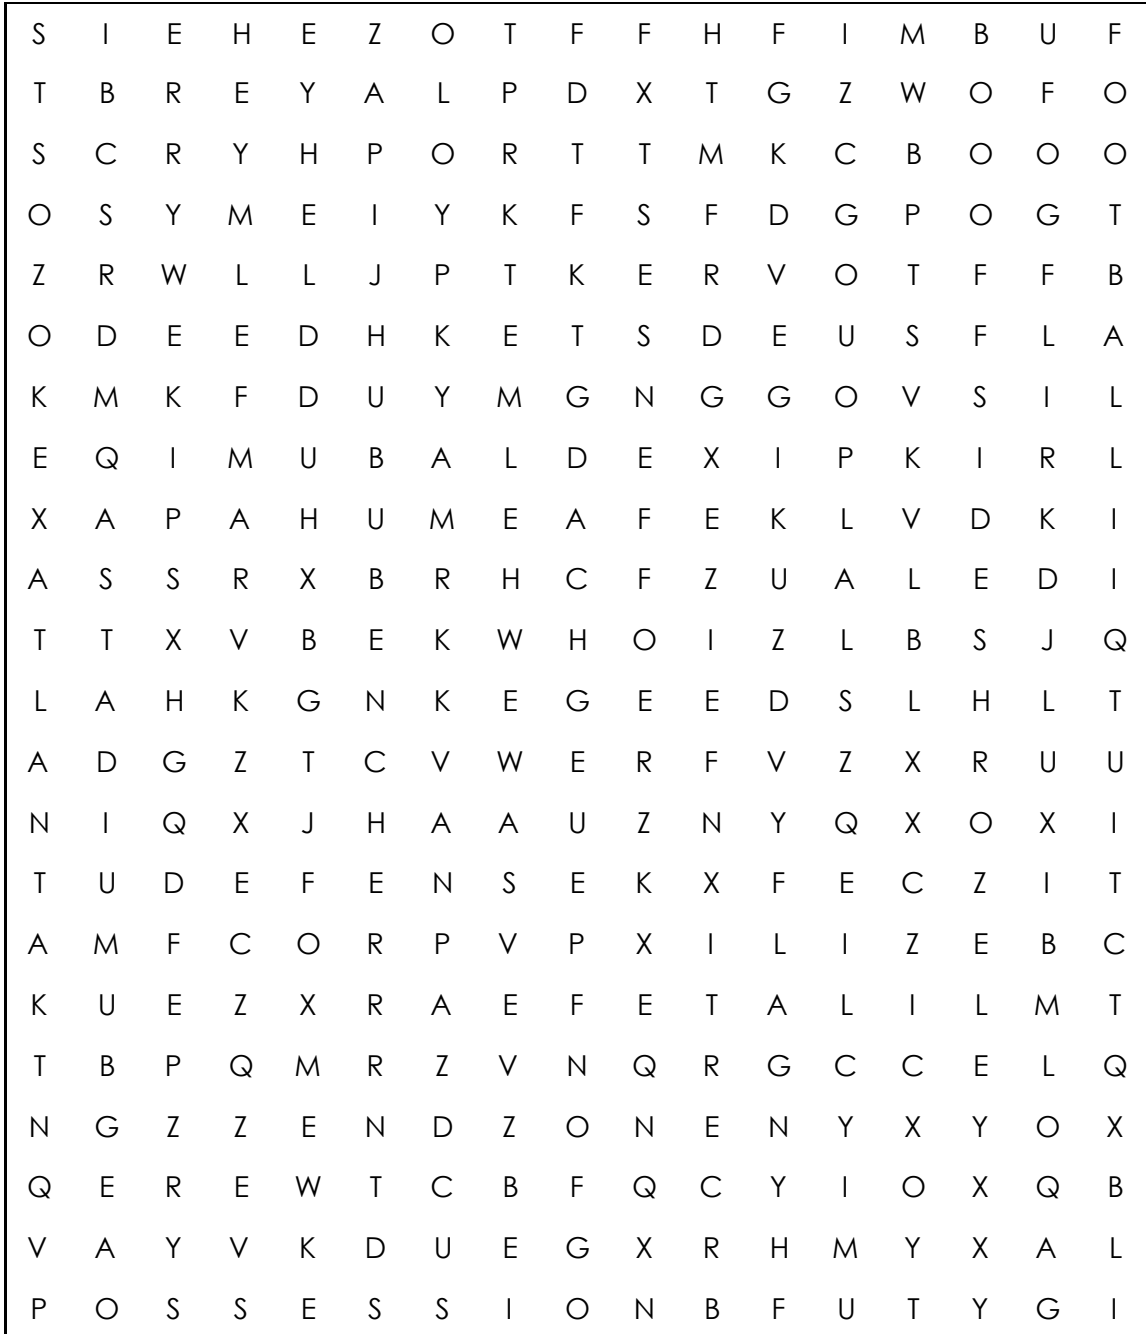 S I E H E Z O T F F H F I M B U F
T B R E Y A L P D X T G Z W O F O
S C R Y H P O R T T M K C B O O O
O S Y M E I Y K F S F D G P O G T
Z R W L L J P T K E R V O T F F B
O D E E D H K E T S D E U S F L A
K M K F D U Y M G N G G O V S I L
E Q I M U B A L D E X I P K I R L
X A P A H U M E A F E K L V D K I
A S S R X B R H C F Z U A L E D I
T T X V B E K W H O I Z L B S J Q
L A H K G N K E G E E D S L H L T
A D G Z T C V W E R F V Z X R U U
N I Q X J H A A U Z N Y Q X O X I
T U D E F E N S E K X F E C Z I T
A M F C O R P V P X I L I Z E B C
K U E Z X R A E F E T A L I L M T
T B P Q M R Z V N Q R G C C E L Q
N G Z Z E N D Z O N E N Y X Y O X
Q E R E W T C B F Q C Y I O X Q B
V A Y V K D U E G X R H M Y X A L
P O S S E S S I O N B F U T Y G I